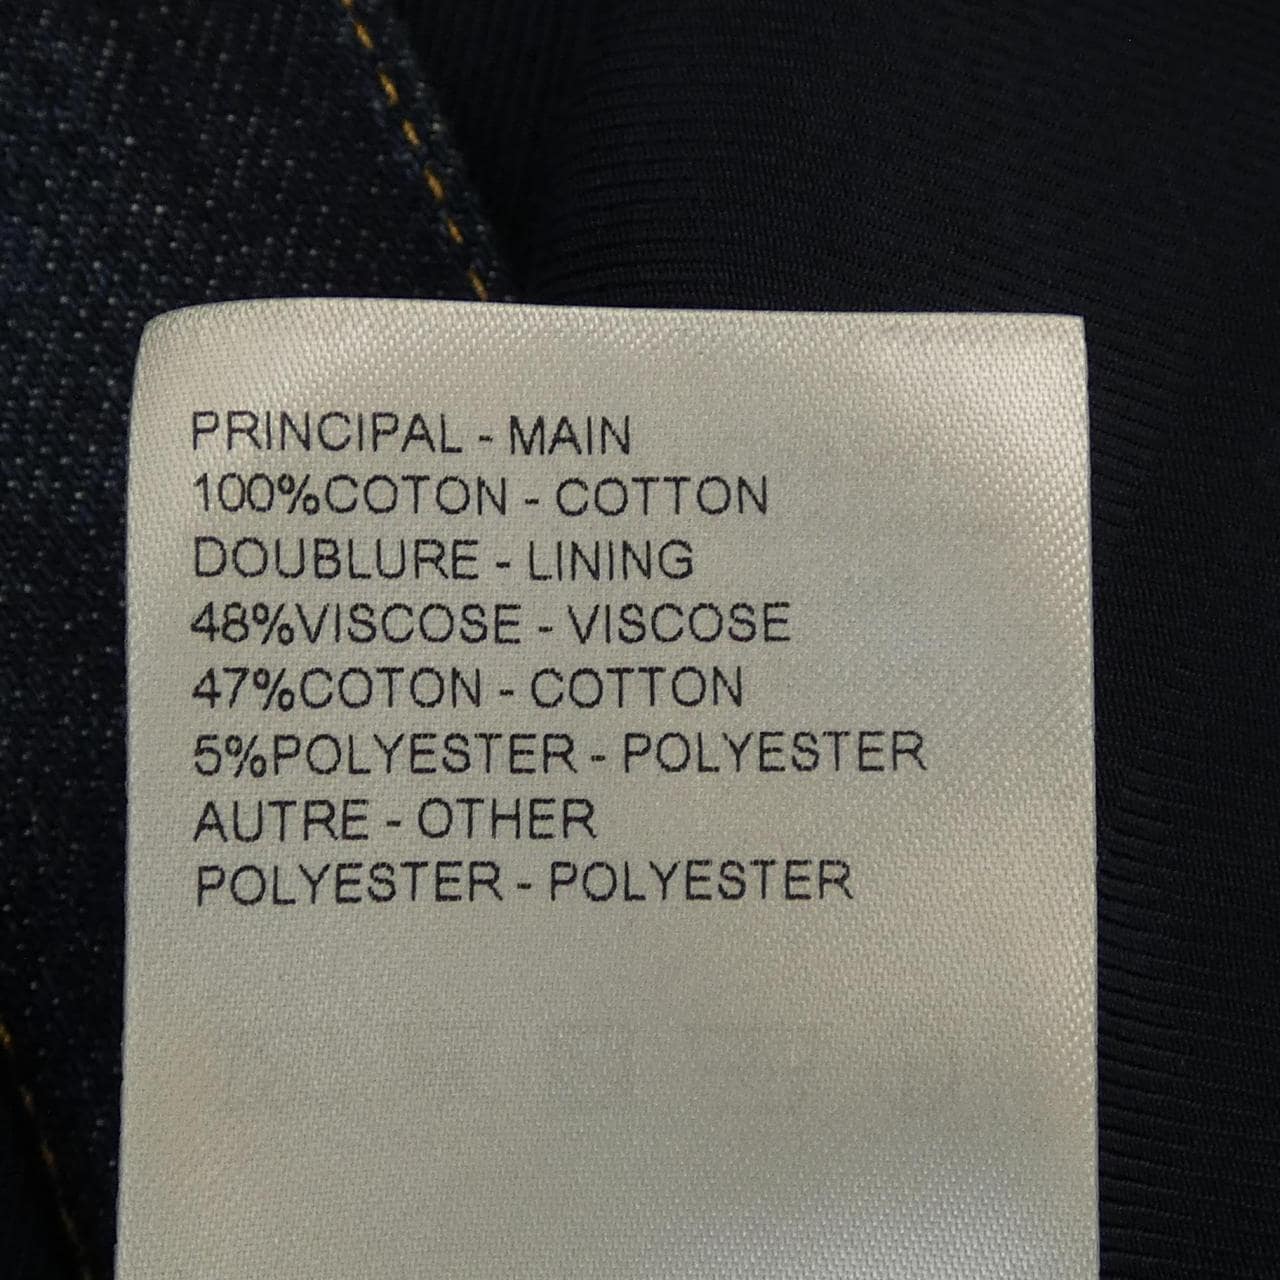 PRINCIPAL - MAIN
100%COTON - COTTON
DOUBLURE - LINING
48%VISCOSE - VISCOSE
47%COTON - COTTON
5%POLYESTER - POLYESTER
AUTRE - OTHER
POLYESTER - POLYESTER